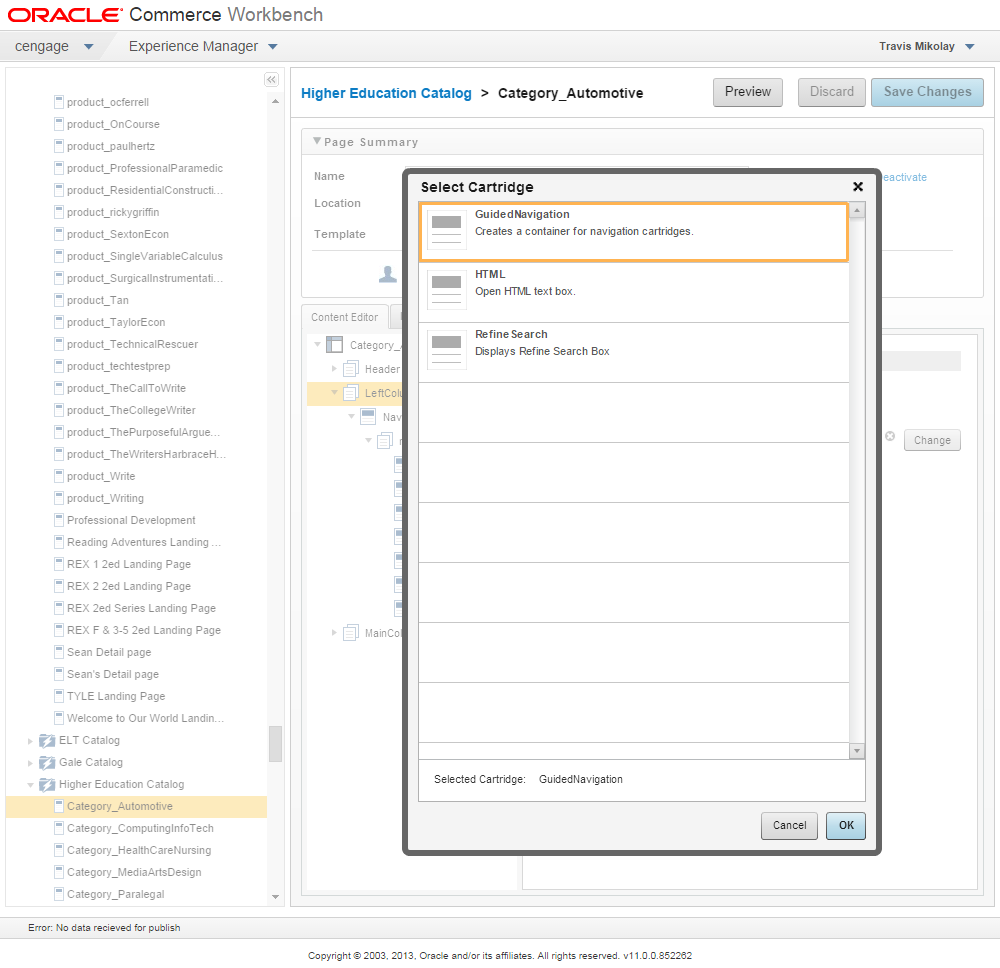 ORACLE Commerce Workbench
cengage
Experience Manager
Travis Mikolay
product_ocferrell
product_OnCourse
product_paulhertz
product_ProfessionalParamedic
product_ResidentialConstructi...
product_rickygriffin
product_SextonEcon
product_SingleVariableCalculus
product_SurgicalInstrumentati...
product_Tan
product_TaylorEcon
product_TechnicalRescuer
product_techtestprep
product_TheCallToWrite
product_TheCollegeWriter
product_ThePurposefulArgue...
product_TheWritersHarbraceH...
product_Write
product_Writing
Professional Development
Reading Adventures Landing ...
REX 1 2ed Landing Page
REX 2 2ed Landing Page
REX 2ed Series Landing Page
REX F & 3-5 2ed Landing Page
Sean Detail page
Sean's Detail page
TYLE Landing Page
Welcome to Our World Landin...
ELT Catalog
Gale Catalog
Higher Education Catalog
Category_Automotive
Category_ComputingInfoTech
Category_HealthCareNursing
Category_MediaArtsDesign
Category_Paralegal
Higher Education Catalog > Category_Automotive
Preview
Discard
Save Changes
Page Summary
Name
Location
Template
eactivate
Content Editor
Category_
Header
LeftColu
Nav
MainCol
Change
Select Cartridge
GuidedNavigation
Creates a container for navigation cartridges.
HTML
Open HTML text box.
RefineSearch
Displays Refine Search Box
Selected Cartridge: GuidedNavigation
Cancel
OK
Error: No data recieved for publish
Copyright © 2003, 2013, Oracle and/or its affiliates. All rights reserved. v11.0.0.852262